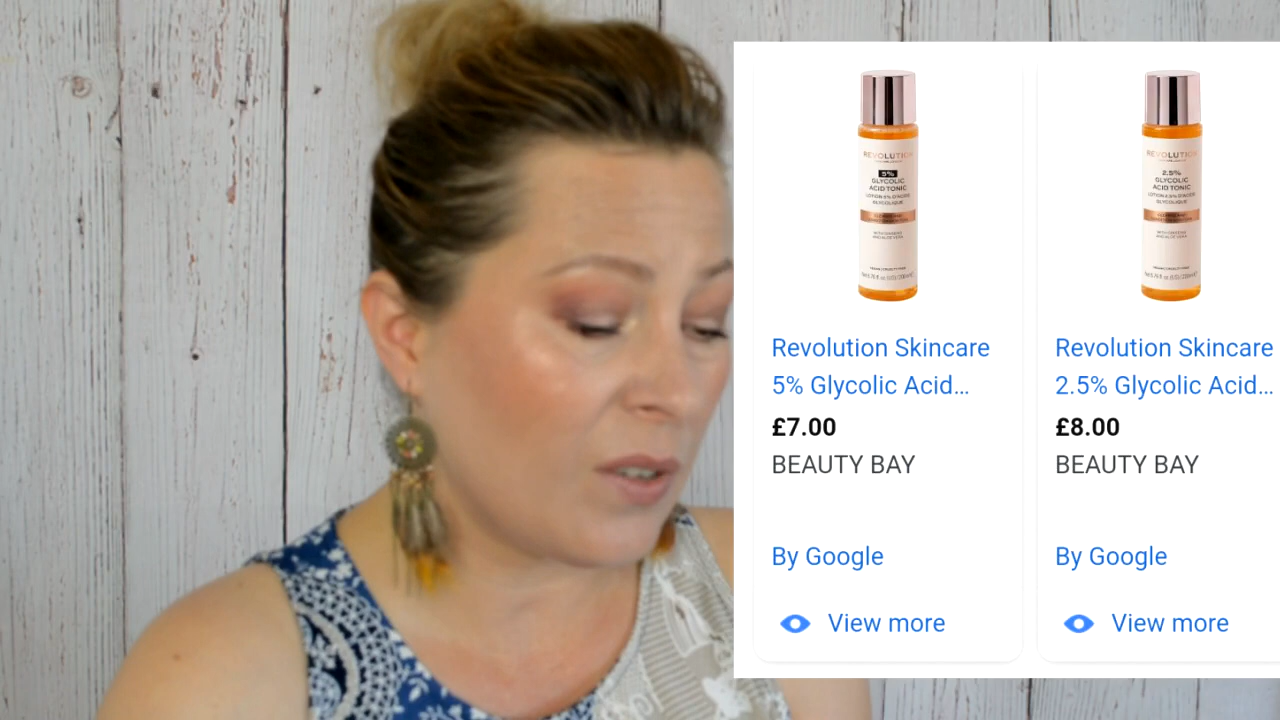 REVOLUTION
5%
GLYCOLIC
ACID TONIC
REVOLUTION
2.5%
GLYCOLIC
ACID TONIC
Revolution Skincare
5% Glycolic Acid...
£7.00
BEAUTY BAY
By Google
View more
Revolution Skincare
2.5% Glycolic Acid...
£8.00
BEAUTY BAY
By Google
View more